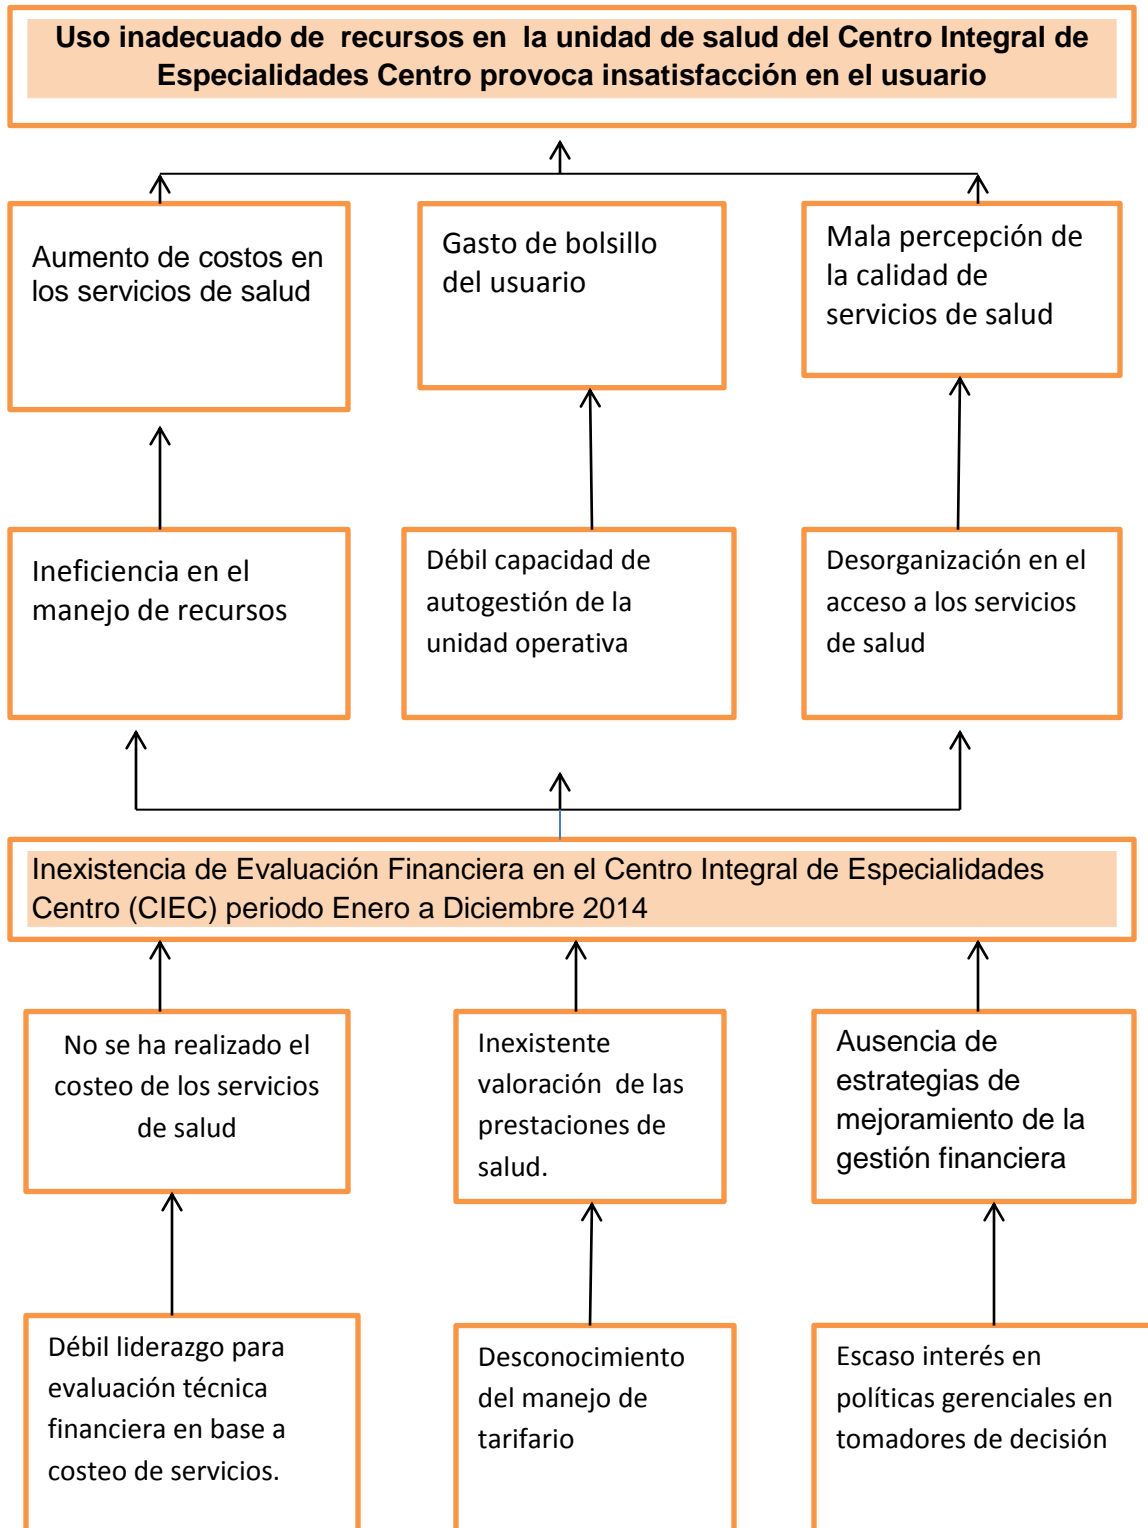 Uso inadecuado de recursos en la unidad de salud del Centro Integral de
Especialidades Centro provoca insatisfacción en el usuario
Aumento de costos en
los servicios de salud
Gasto de bolsillo
del usuario
Mala percepción de
la calidad de
servicios de salud
Ineficiencia en el
manejo de recursos
Débil capacidad de
autogestión de la
unidad operativa
Desorganización en el
acceso a los servicios
de salud
Inexistencia de Evaluación Financiera en el Centro Integral de Especialidades
Centro (CIEC) periodo Enero a Diciembre 2014
No se ha realizado el
costeo de los servicios
de salud
Inexistente
valoración de las
prestaciones de
salud.
Ausencia de
estrategias de
mejoramiento de la
gestión financiera
Débil liderazgo para
evaluación técnica
financiera en base a
costeo de servicios.
Desconocimiento
del manejo de
tarifario
Escaso interés en
políticas gerenciales en
tomadores de decisión